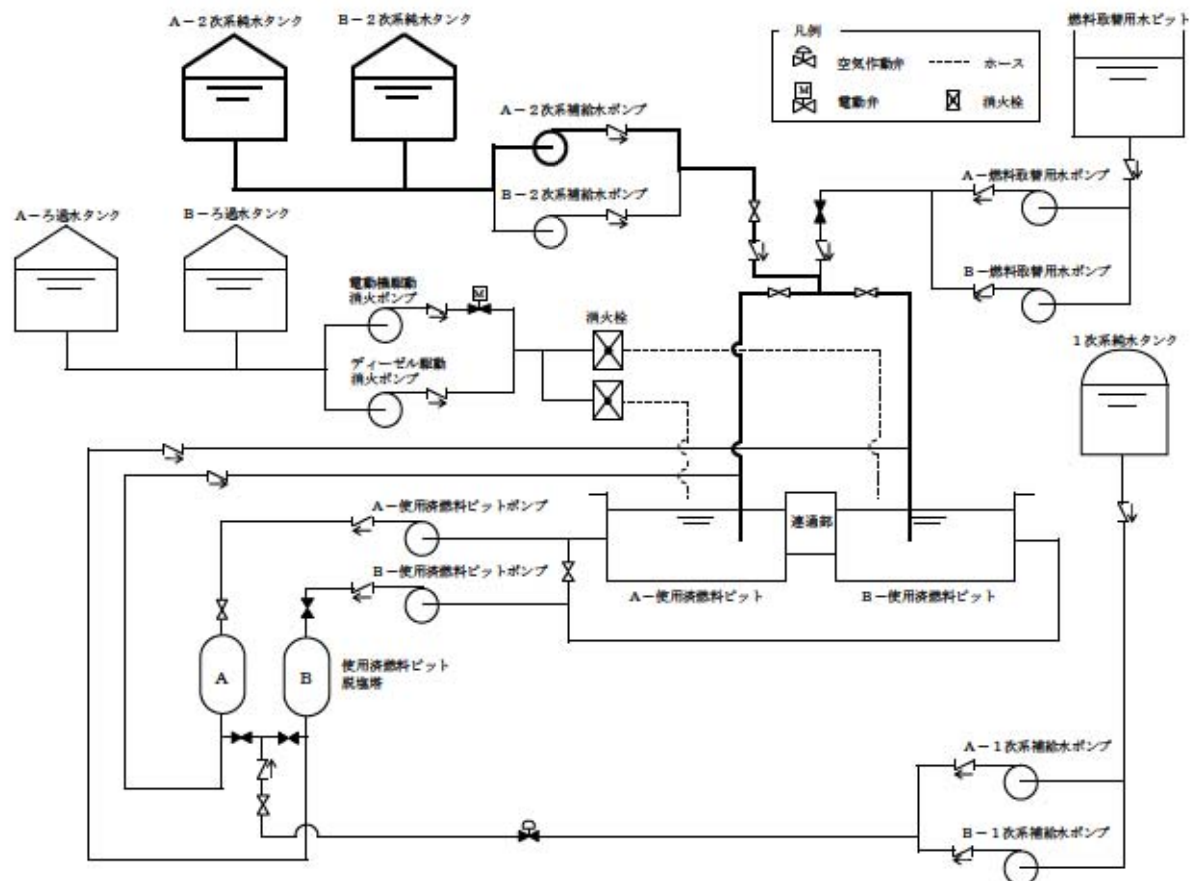 A－2次系純水タンク
B－2次系純水タンク
凡例
空気作動弁
ホース
M
電動弁
消火栓
燃料取替用水ピット
A－2次系補給水ポンプ
B－2次系補給水ポンプ
A－燃料取替用水ポンプ
B－燃料取替用水ポンプ
A－ろ過水タンク
B－ろ過水タンク
電動機駆動
消火ポンプ
M
消火栓
ディーゼル駆動
消火ポンプ
1次系純水タンク
A－使用済燃料ピットポンプ
B－使用済燃料ピットポンプ
連通部
A－使用済燃料ピット
B－使用済燃料ピット
A
B
使用済燃料ピット
脱塩塔
A－1次系補給水ポンプ
B－1次系補給水ポンプ